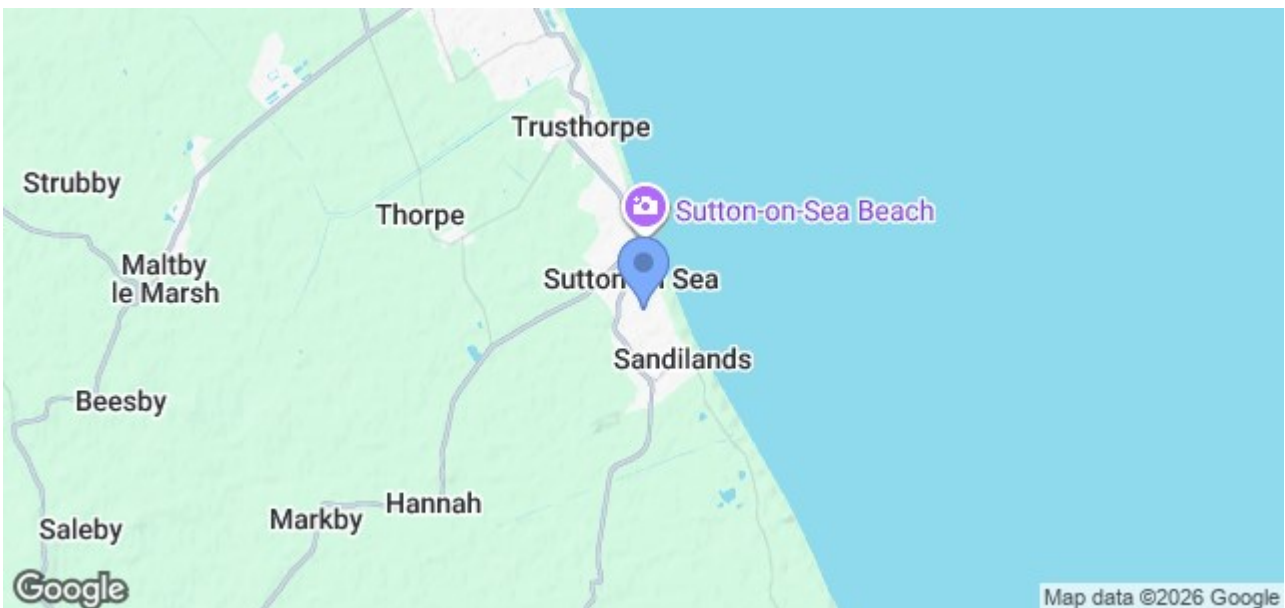 Trusthorpe
Strubby
Thorpe
Sutton-on-Sea Beach
Maltby
le Marsh
Sutton Sea
Sandilands
Beesby
Hannah
Markby
Saleby
Google
Map data ©2026 Google